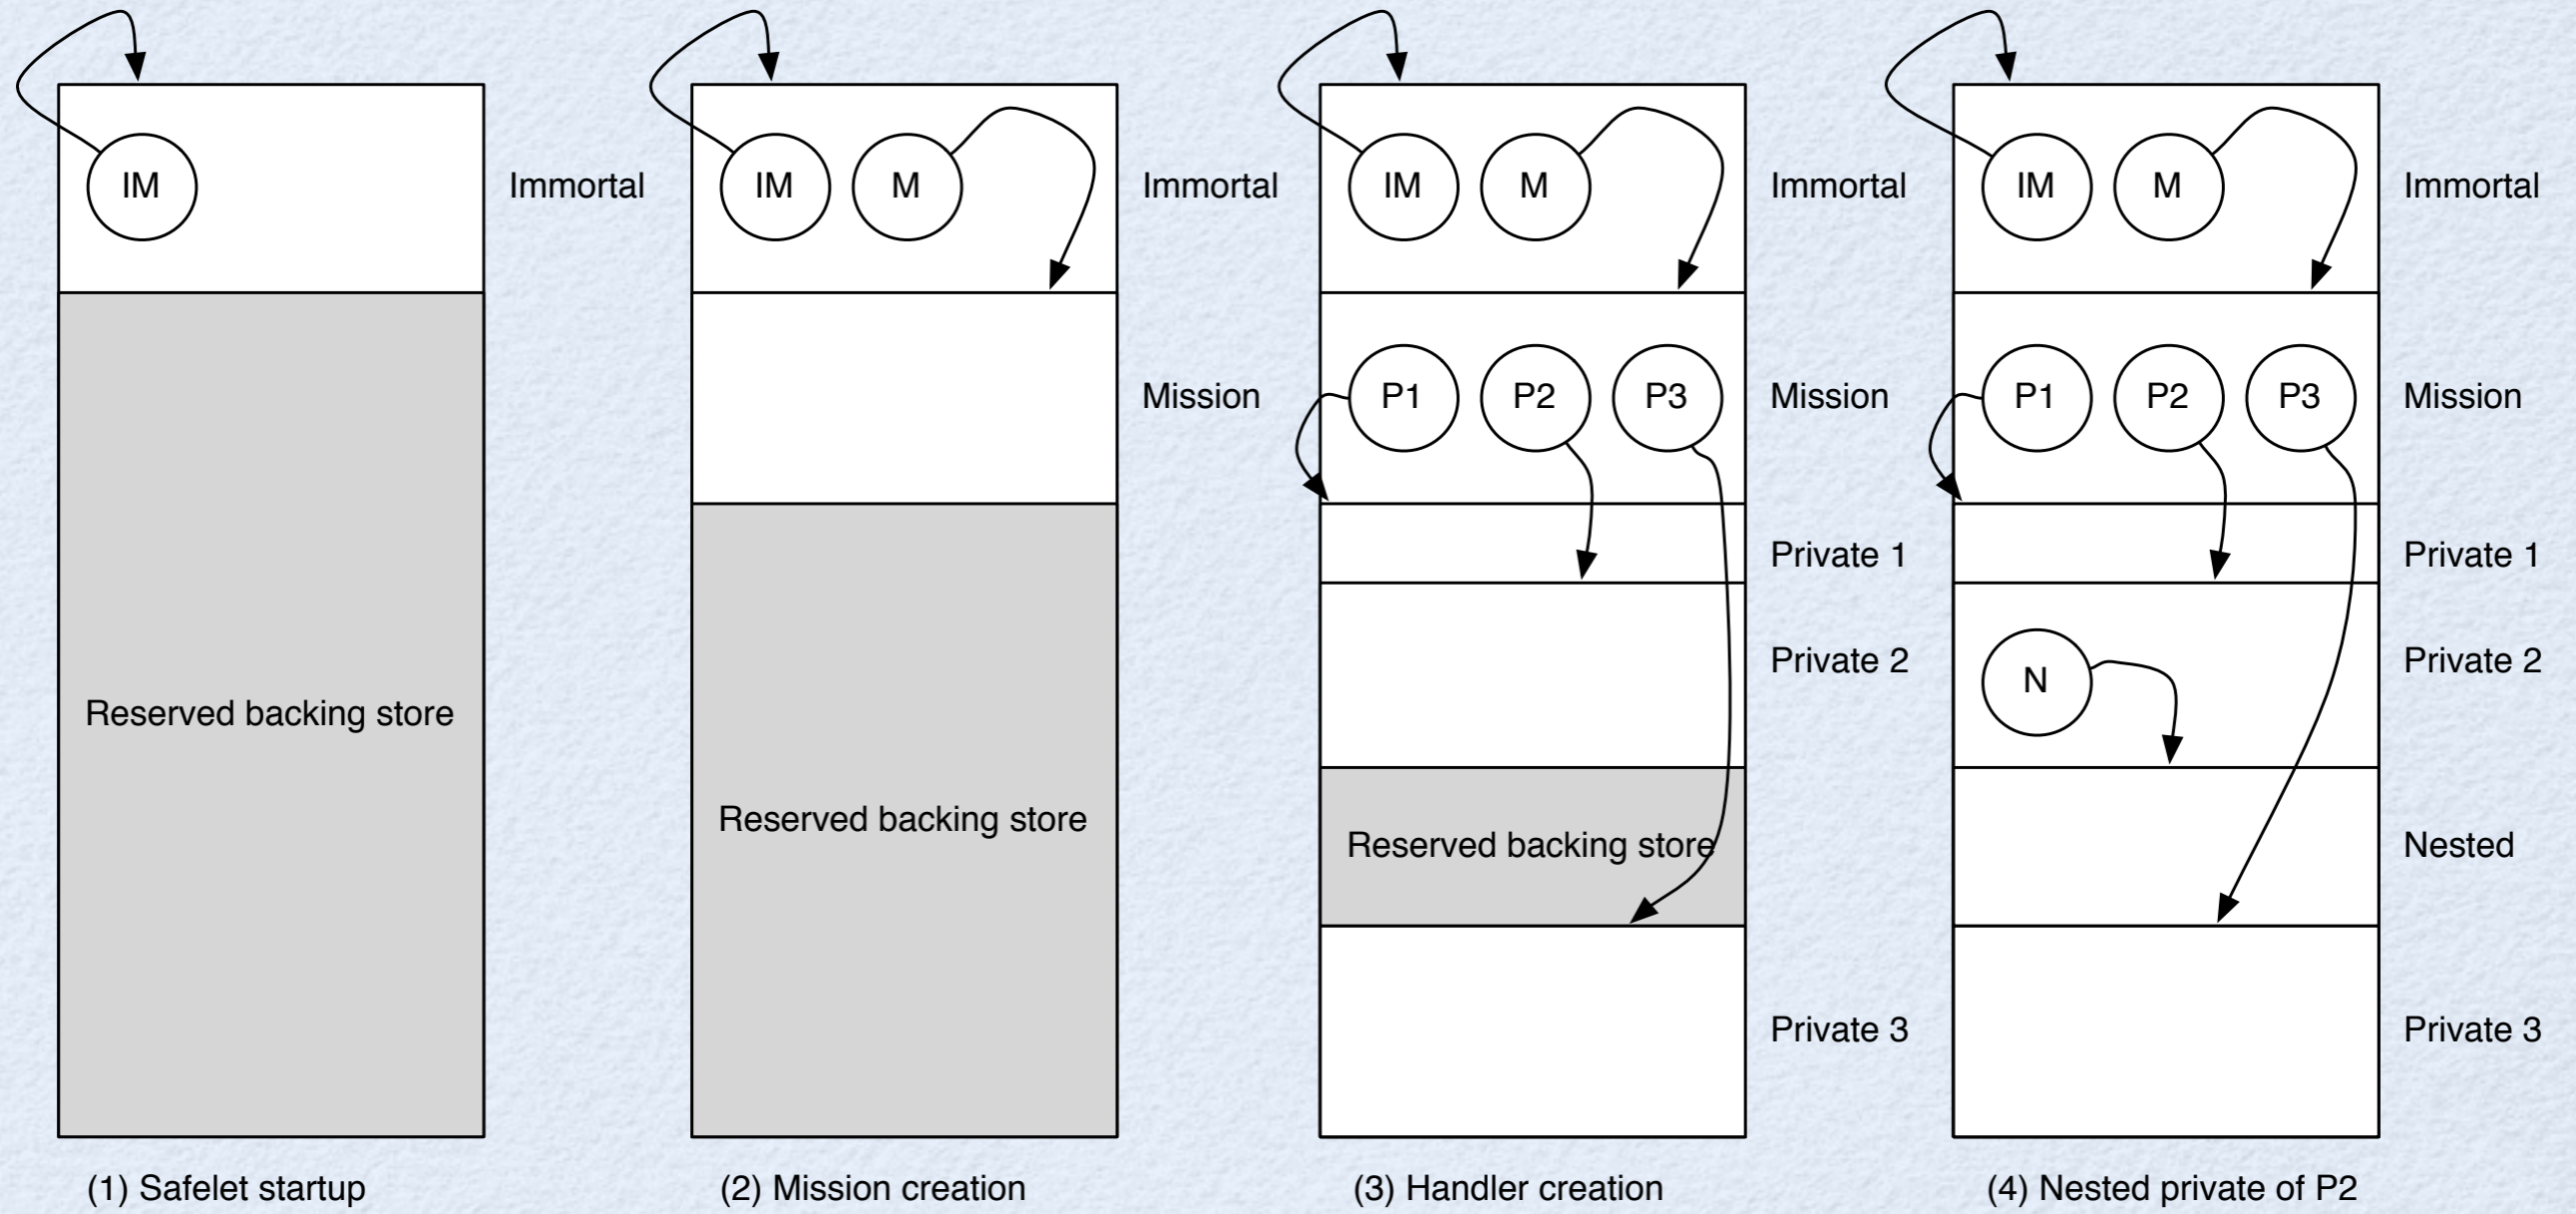 IM
Immortal
Reserved backing store
(1) Safelet startup
IM M
Immortal
Mission
Reserved backing store
(2) Mission creation
IM M
Immortal
P1 P2 P3
Mission
Private 1
Private 2
Reserved backing store
Private 3
(3) Handler creation
IM M
Immortal
P1 P2 P3
Mission
Private 1
Private 2
N
Nested
Private 3
(4) Nested private of P2